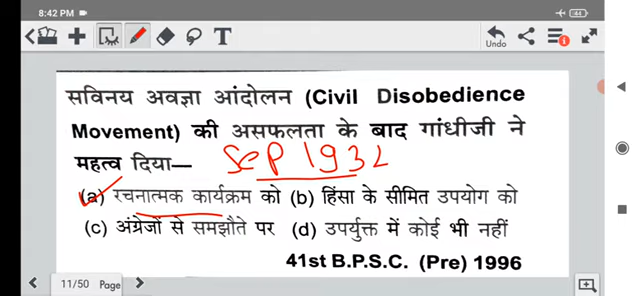 8:42 PM
44
T
Undo
सविनय अवज्ञा आंदोलन (Civil Disobedience
Movement) की असफलता के बाद गांधीजी ने
महत्व दिया—
Sep 1932
(a) रचनात्मक कार्यक्रम को (b) हिंसा के सीमित उपयोग को
(c) अंग्रेजों से समझौते पर (d) उपर्युक्त में कोई भी नहीं
41st B.P.S.C. (Pre) 1996
11/50 Page